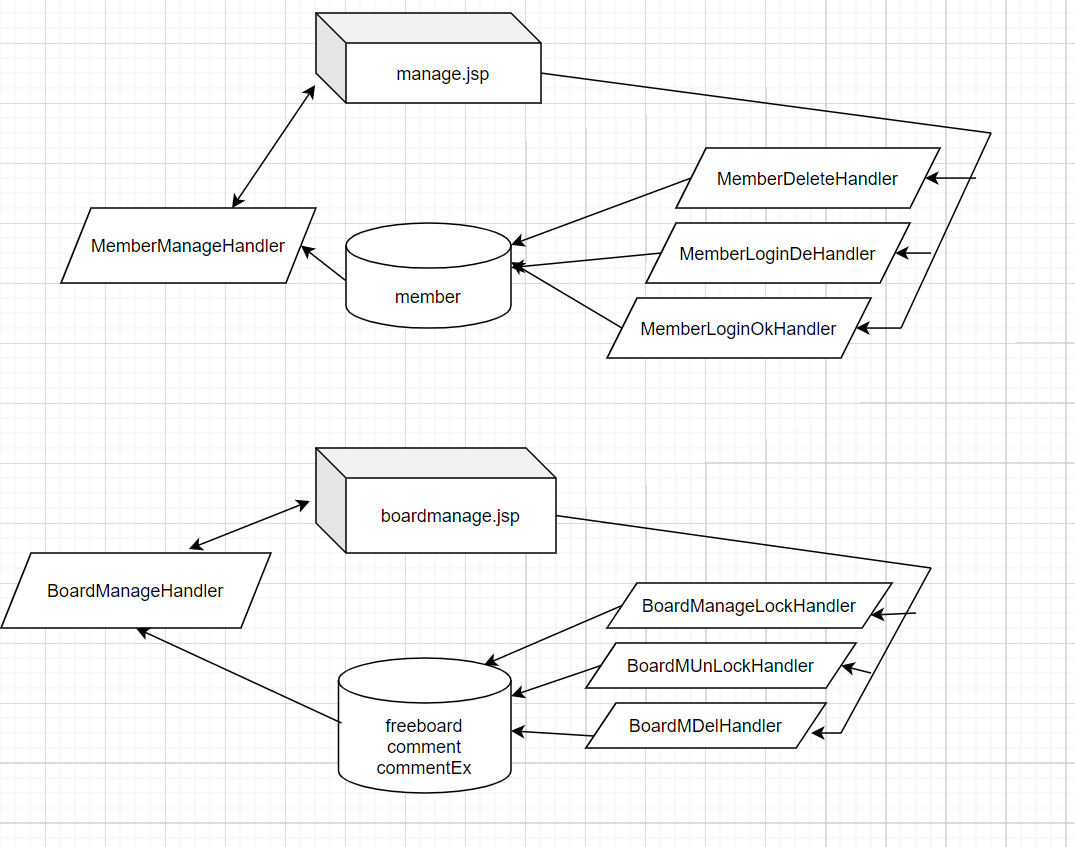 manage.jsp
MemberDeleteHandler
MemberManageHandler
MemberLoginDeHandler
member
MemberLoginOkHandler
boardmanage.jsp
BoardManageHandler
BoardManageLockHandler
BoardMUnLockHandler
freeboard
comment
commentEx
BoardMDelHandler